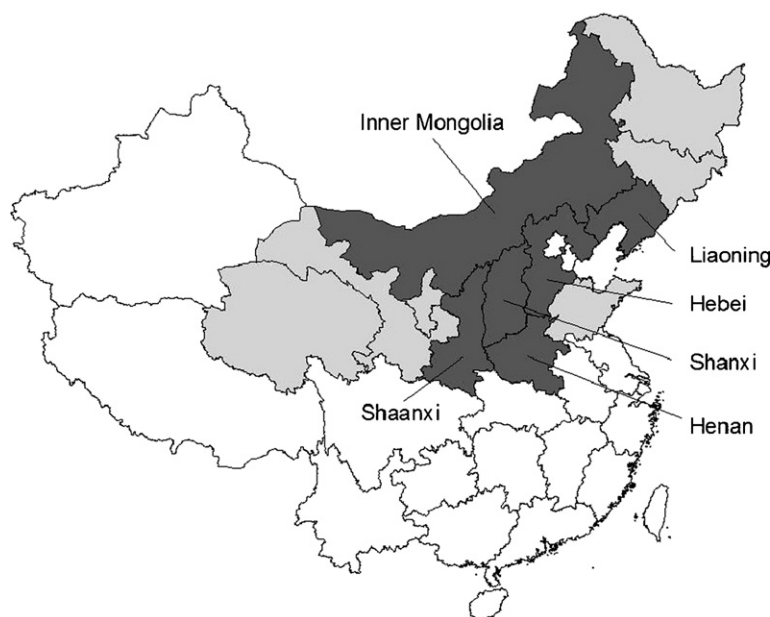 Inner Mongolia
Liaoning
Hebei
Shanxi
Shaanxi
Henan